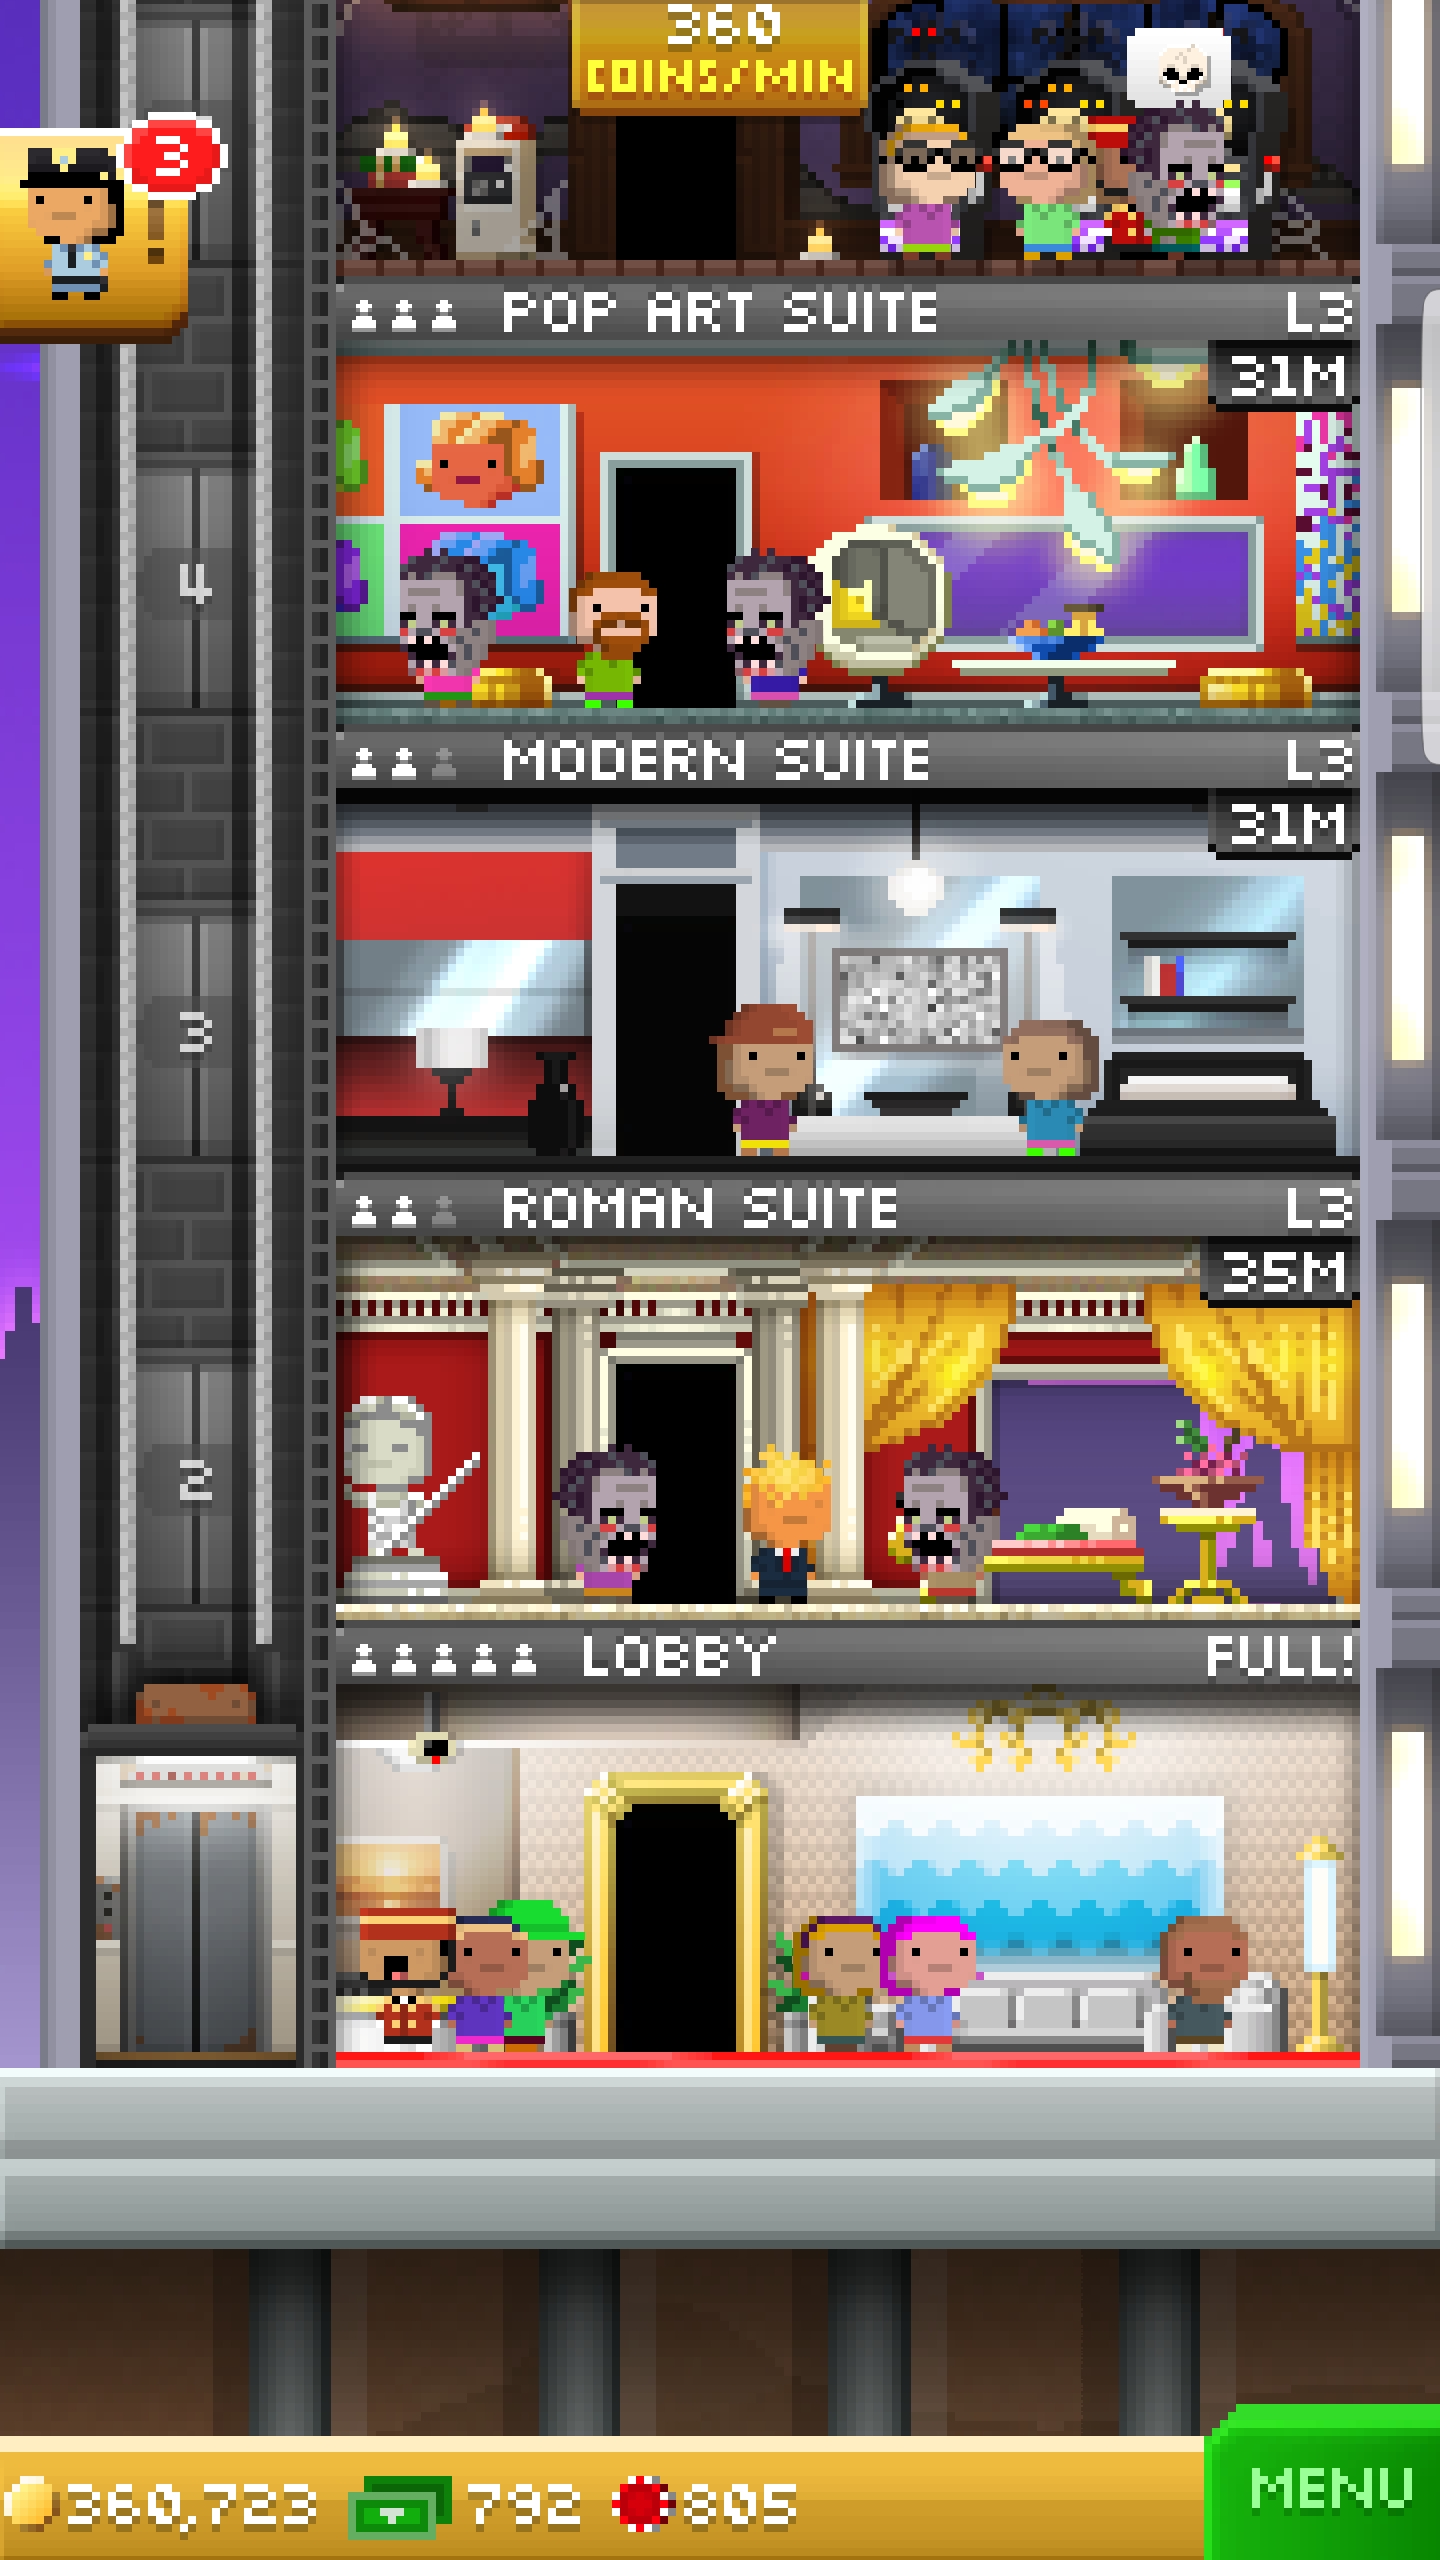 360
COINS/MIN
3
POP ART SUITE L3
31M
4
MODERN SUITE L3
31M
3
ROMAN SUITE L3
35M
2
LOBBY FULL!
360,723 792 805
MENU